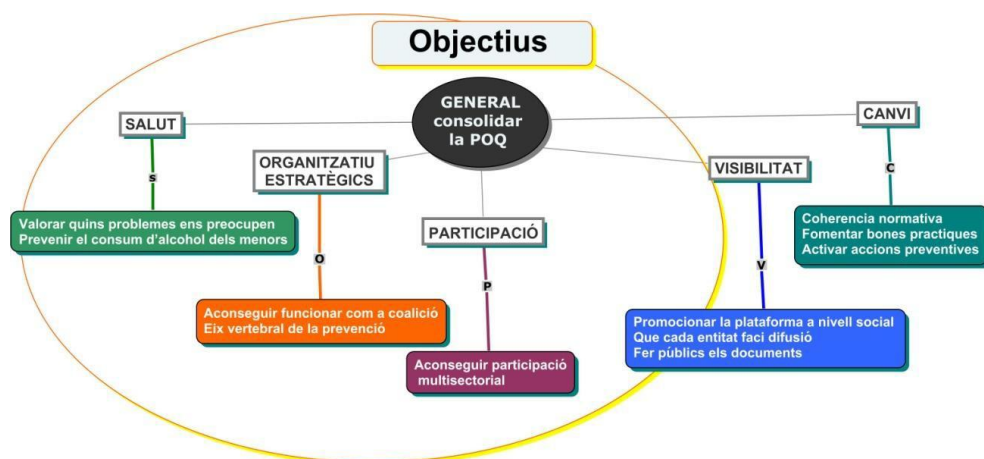 Objectius
GENERAL
consolidar
la POQ
SALUT
S
Valorar quins problemes ens preocupen
Prevenir el consum d'alcohol dels menors
ORGANITZATIU
ESTRATÈGICS
O
Aconseguir funcionar com a coalició
Eix vertebral de la prevenció
PARTICIPACIÓ
P
Aconseguir participació
multisectorial
VISIBILITAT
V
Promocionar la plataforma a nivell social
Que cada entitat faci difusió
Fer públics els documents
CANVI
C
Coherencia normativa
Fomentar bones practiques
Activar accions preventives